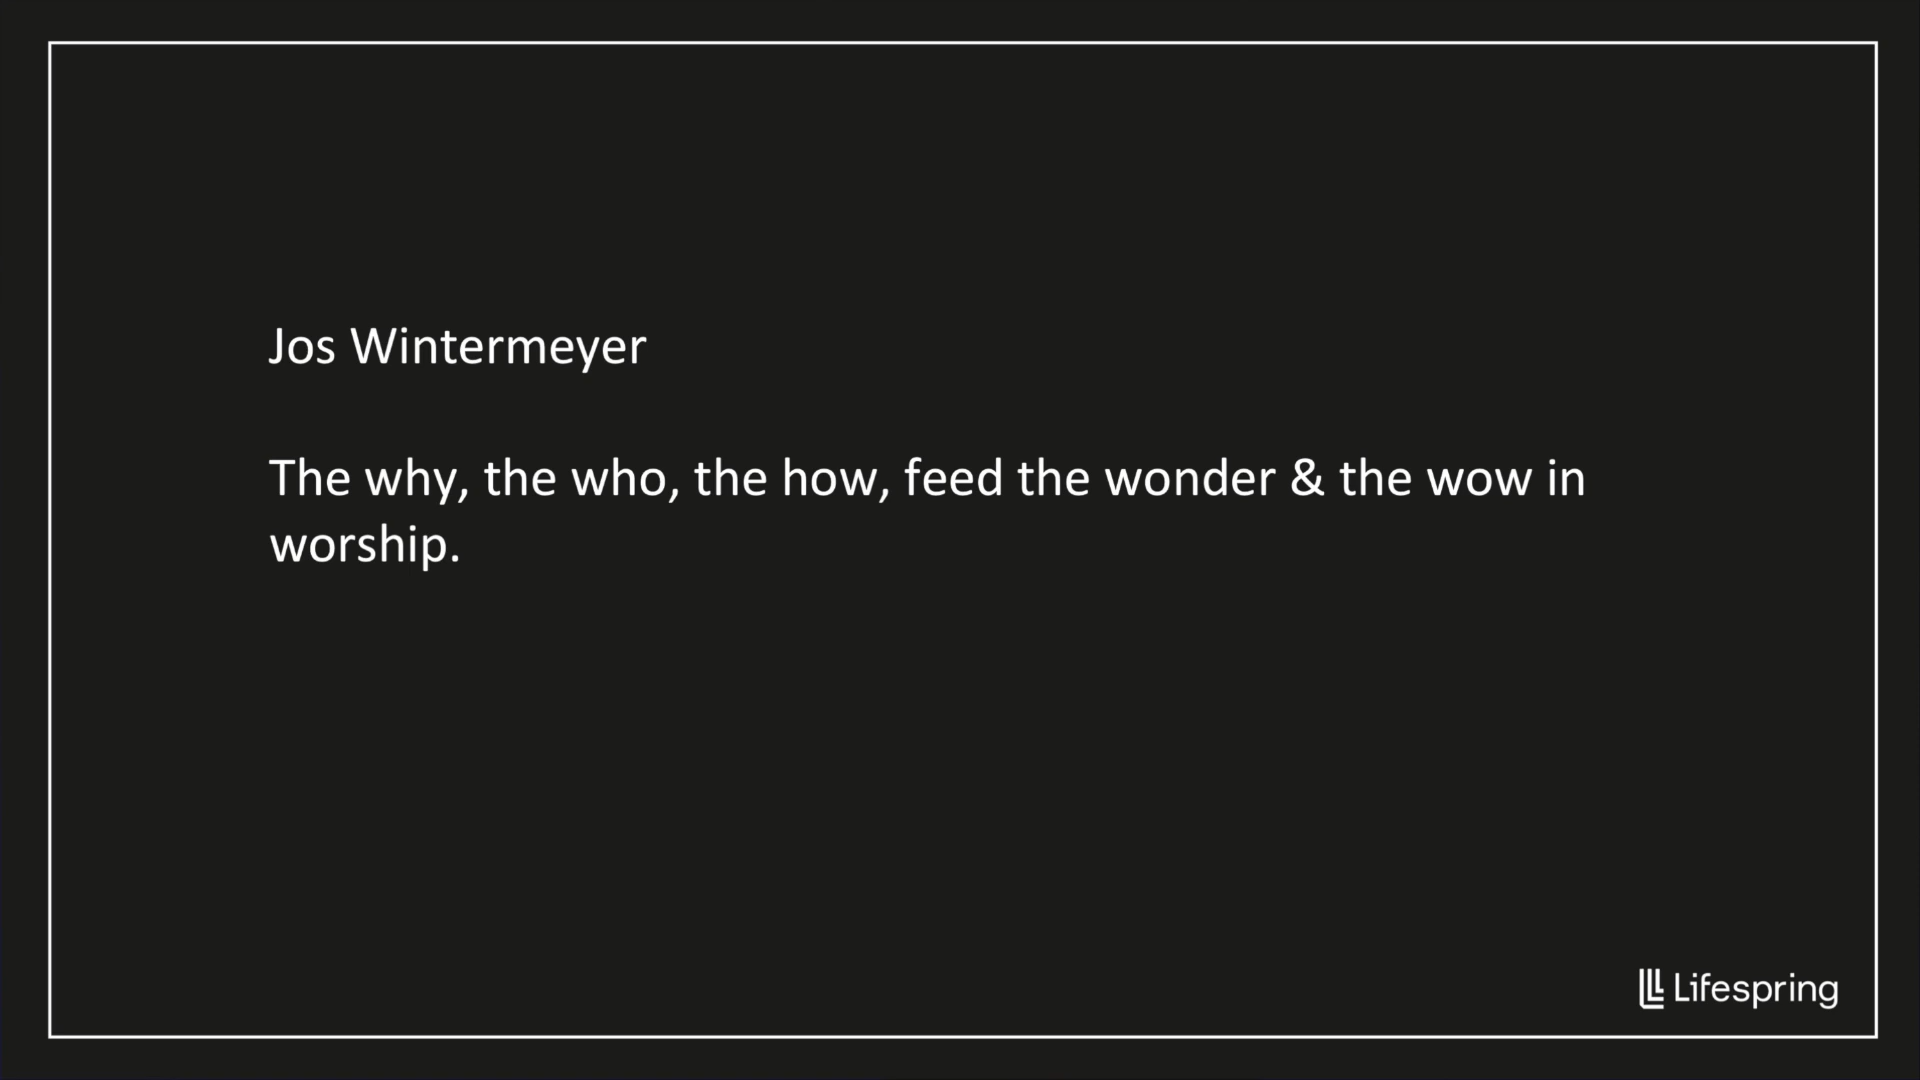 Jos Wintermeyer
The why, the who, the how, feed the wonder & the wow in
worship.
Lifespring